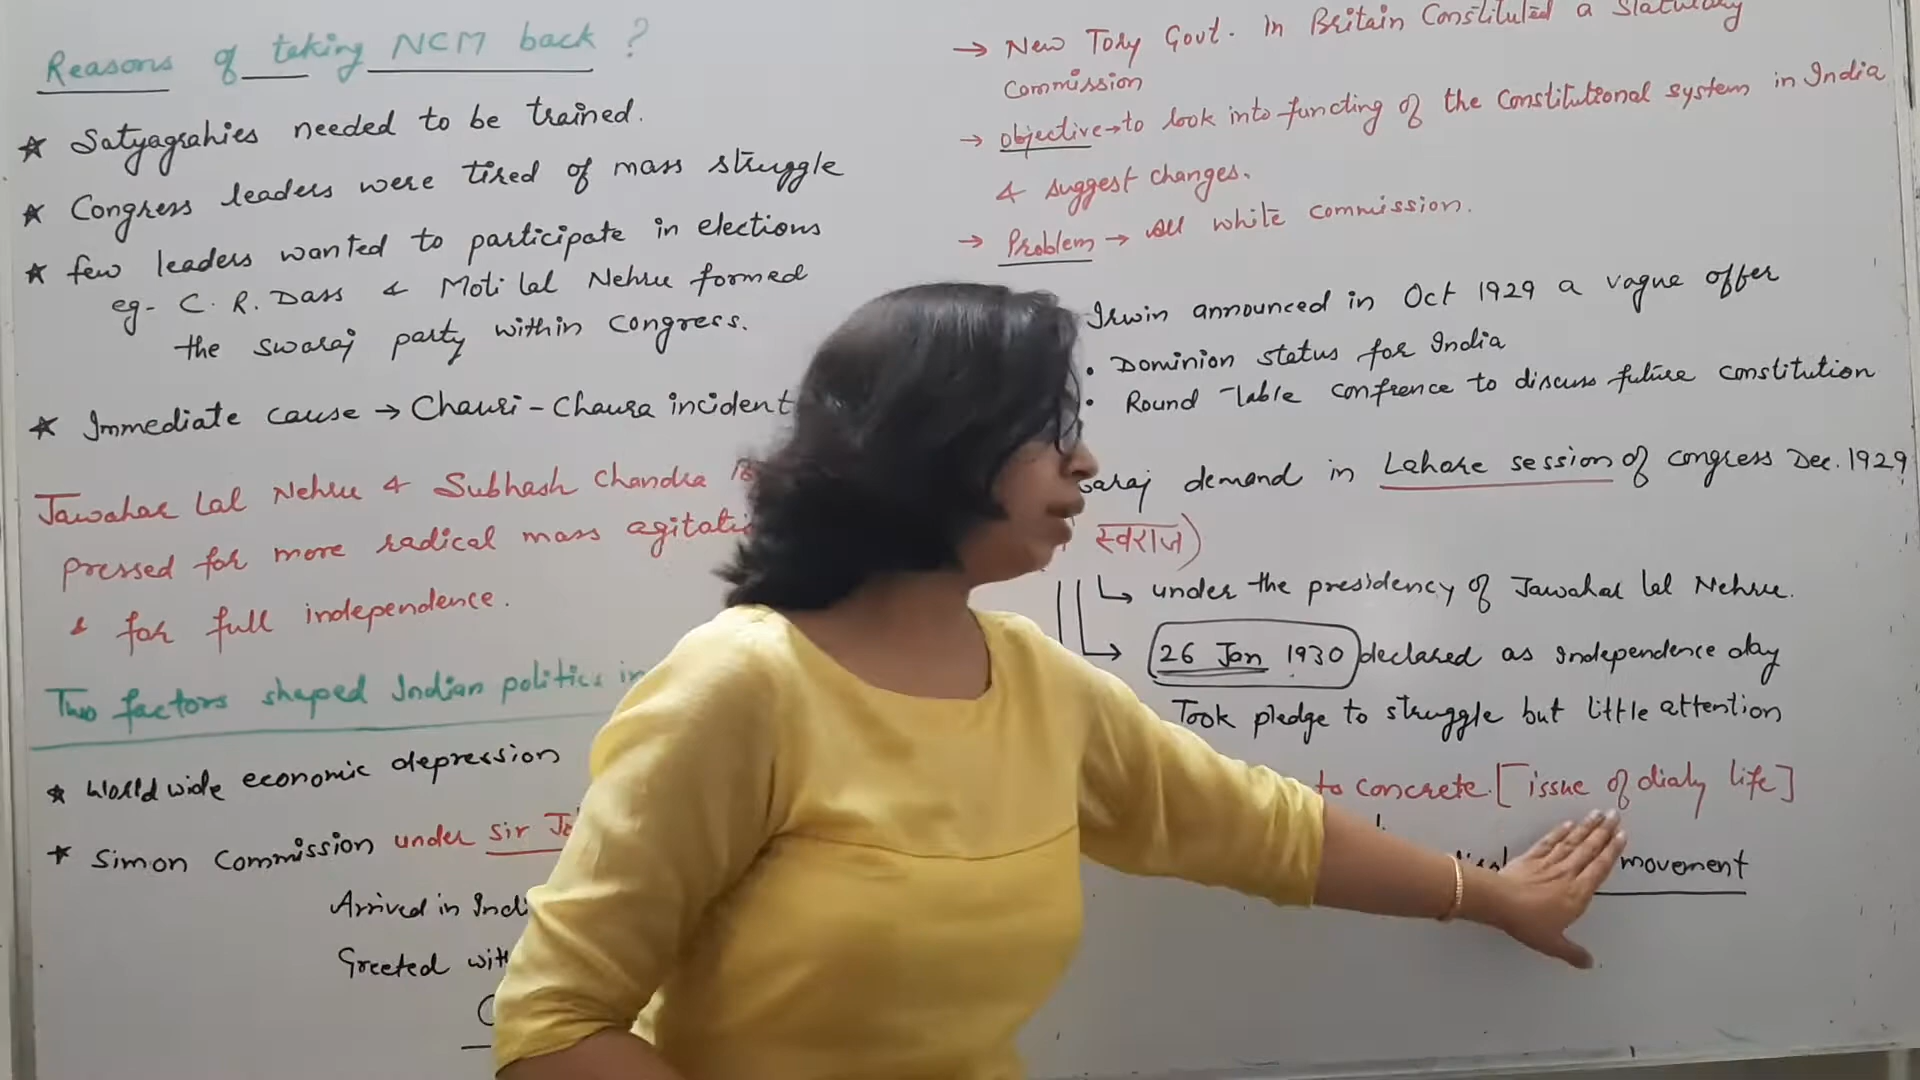 Reasons of taking NCM back ?
★ Satyagrahies needed to be trained.
★ Congress leaders were tired of mass struggle
★ few leaders wanted to participate in elections
eg- C. R. Dass & Moti lal Nehru formed
the swaraj party within congress.
★ Immediate cause → Chauri-Chaura incident
Jawahar Lal Nehru & Subhash Chandra
pressed for more radical mass
& for full independence.
Two factors shaped Indian politics in
★ Worldwide economic depression
★ Simon Commission under Sir
Arrived in
Greeted
→ New Tory Govt. in Britain Constituted a Statutory
Commission
→ objective → to look into functing of the constitutional system in India
& suggest changes.
→ Problem → all white commission.
Irwin announced in Oct 1929 a vague offer
• Dominion status for India
• Round Table confrence to discuss future constitution
demand in Lahore session of congress Dec. 1929
स्वराज)
↳ under the presidency of Jawahar lal Nehru.
→ 26 Jan 1930 declared as independence day
Took pledge to struggle but little attention
to concrete [issue of dialy life]
movement